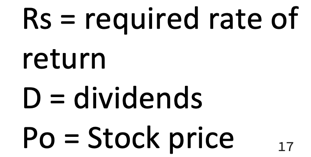 Rs = required rate of
return
D = dividends
Po = Stock price
17